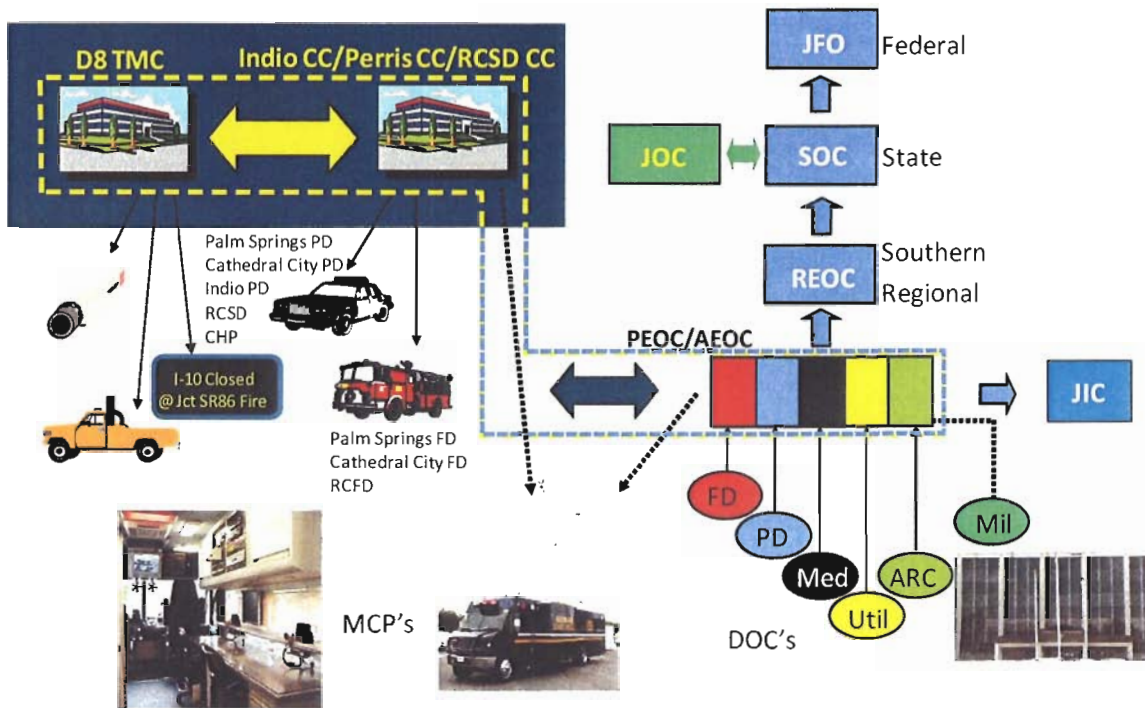 D8 TMC
Indio CC/Perris CC/RCSD CC
JFO
Federal
JOC
SOC
State
REOC
Southern
Regional
Palm Springs PD
Cathedral City PD
Indio PD
RCSD
CHP
I-10 Closed
@ Jct SR86 Fire
Palm Springs FD
Cathedral City FD
RCFD
PEOC/AEOC
JIC
FD
PD
Med
Util
ARC
Mil
MCP's
DOC's